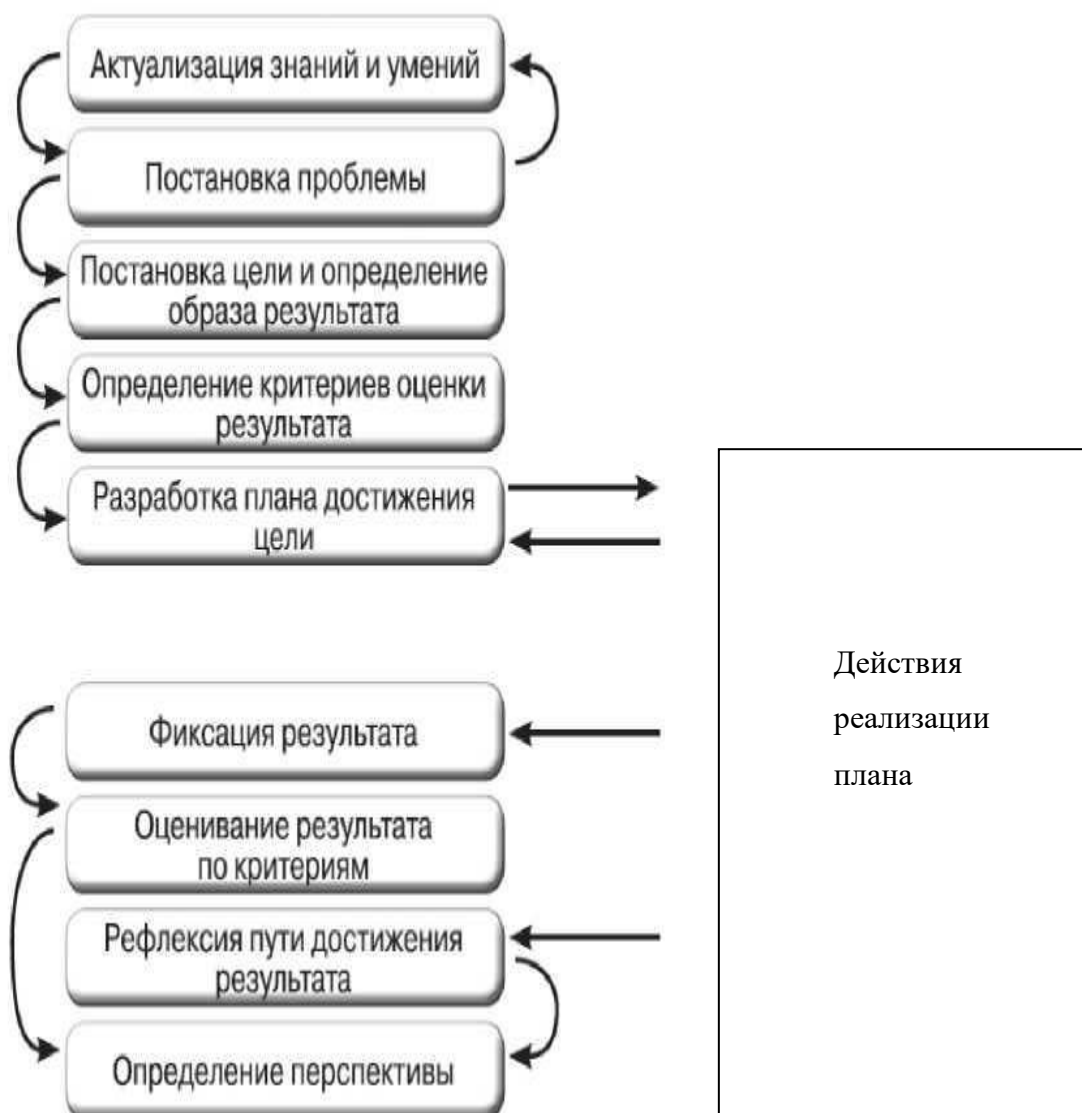 Актуализация знаний и умений
Постановка проблемы
Постановка цели и определение
образа результата
Определение критериев оценки
результата
Разработка плана достижения
цели
Действия
реализации
плана
Фиксация результата
Оценивание результата
по критериям
Рефлексия пути достижения
результата
Определение перспективы